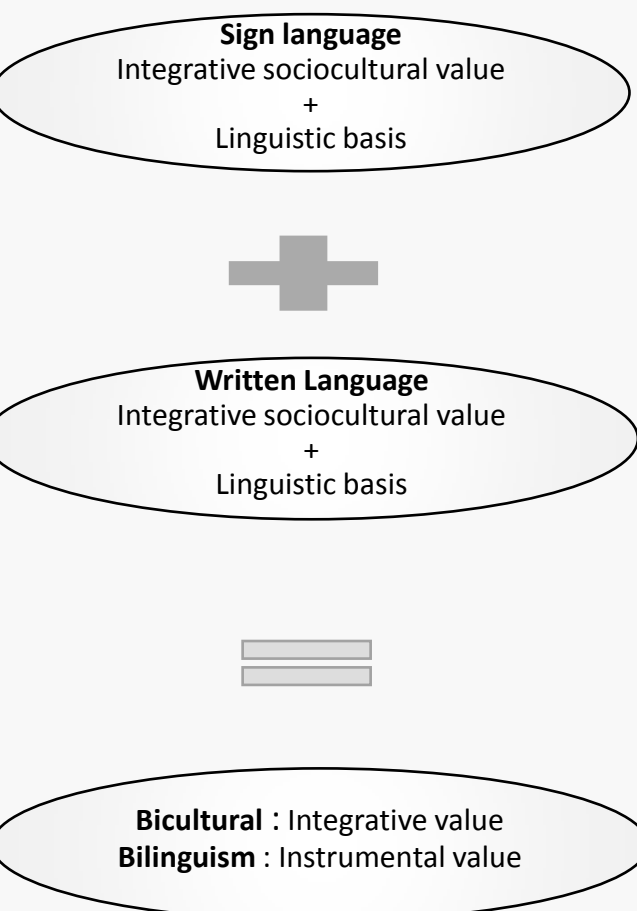 Sign language
Integrative sociocultural value
+
Linguistic basis
Written Language
Integrative sociocultural value
+
Linguistic basis
Bicultural : Integrative value
Bilinguism : Instrumental value